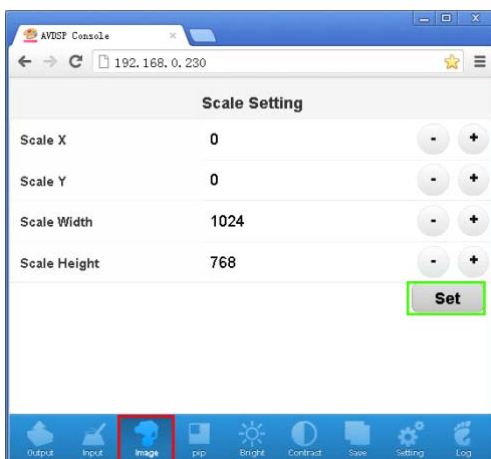 AVDSP Console
192.168.0.230
Scale Setting
Scale X 0 - +
Scale Y 0 - +
Scale Width 1024 - +
Scale Height 768 - +
Set
Output Input Image pip Bright Contrast Save Setting Log